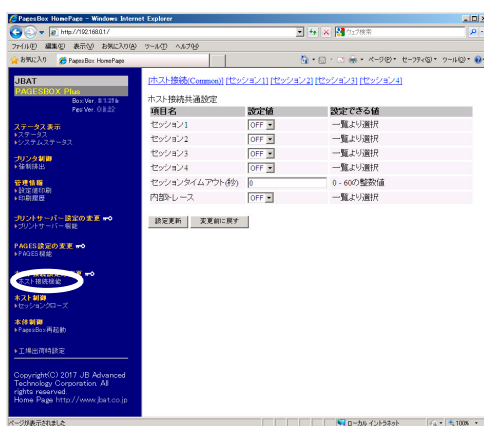 PagesBox HomePage - Windows Internet Explorer
http://192.168.0.1/
ライブ検索
ファイル(F) 編集(E) 表示(V) お気に入り(A) ツール(T) ヘルプ(H)
お気に入り PagesBox HomePage
ページ(P) セーフティ(S) ツール(O)
JBAT
PAGESBOX Plus
Box Ver.
Pes Ver.
ステータス表示
ステータス
システムステータス
プリンタ制御
強制排出
管理情報
設定値印刷
印刷履歴
プリントサーバー設定の変更
プリントサーバー機能
PAGES設定の変更
PAGES機能
ホスト接続機能
ホスト制御
セッションクローズ
本体制御
PagesBox再起動
工場出荷時設定
Copyright(C) 2017 JB Advanced
Technology Corporation. All
rights reserved.
Home Page http://www.jbat.co.jp
[ホスト接続(Common)] [セッション1] [セッション2] [セッション3] [セッション4]
ホスト接続共通設定
項目名 設定値 設定できる値
セッション1 OFF 一覧より選択
セッション2 OFF 一覧より選択
セッション3 OFF 一覧より選択
セッション4 OFF 一覧より選択
セッションタイムアウト(秒) 0 0 - 60の整数値
内部トレース OFF 一覧より選択
設定更新 変更前に戻す
ページが表示されました
ローカル イントラネット
100%